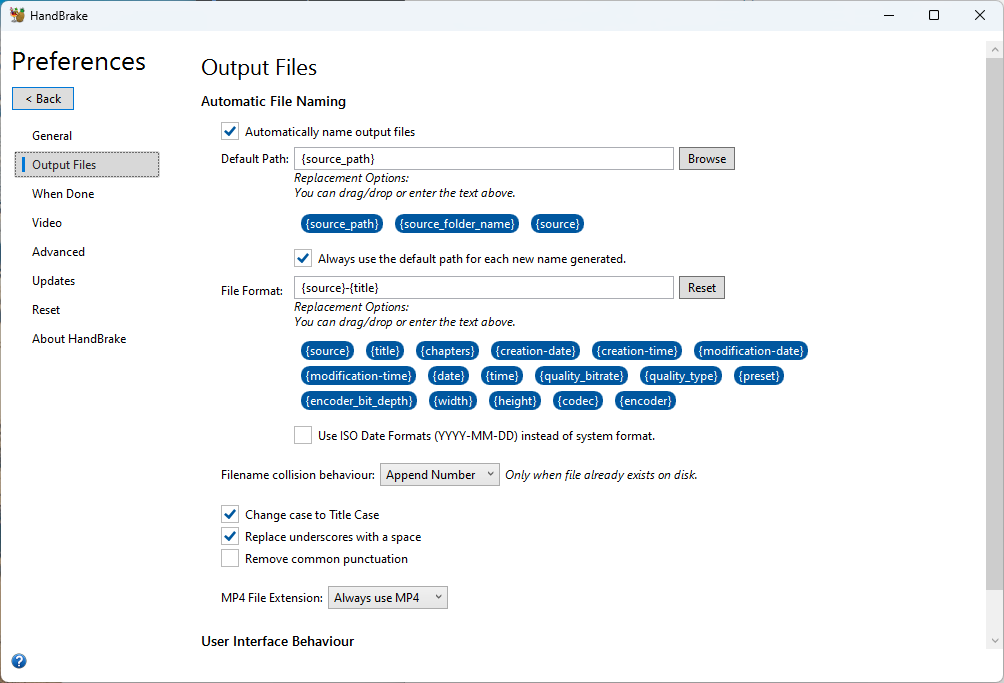 HandBrake
Preferences
< Back
General
Output Files
When Done
Video
Advanced
Updates
Reset
About HandBrake
Output Files
Automatic File Naming
Automatically name output files
Default Path: {source_path} Browse
Replacement Options:
You can drag/drop or enter the text above.
{source_path} {source_folder_name} {source}
Always use the default path for each new name generated.
File Format: {source}-{title} Reset
Replacement Options:
You can drag/drop or enter the text above.
{source} {title} {chapters} {creation-date} {creation-time} {modification-date}
{modification-time} {date} {time} {quality_bitrate} {quality_type} {preset}
{encoder_bit_depth} {width} {height} {codec} {encoder}
Use ISO Date Formats (YYYY-MM-DD) instead of system format.
Filename collision behaviour: Append Number Only when file already exists on disk.
Change case to Title Case
Replace underscores with a space
Remove common punctuation
MP4 File Extension: Always use MP4
User Interface Behaviour
?